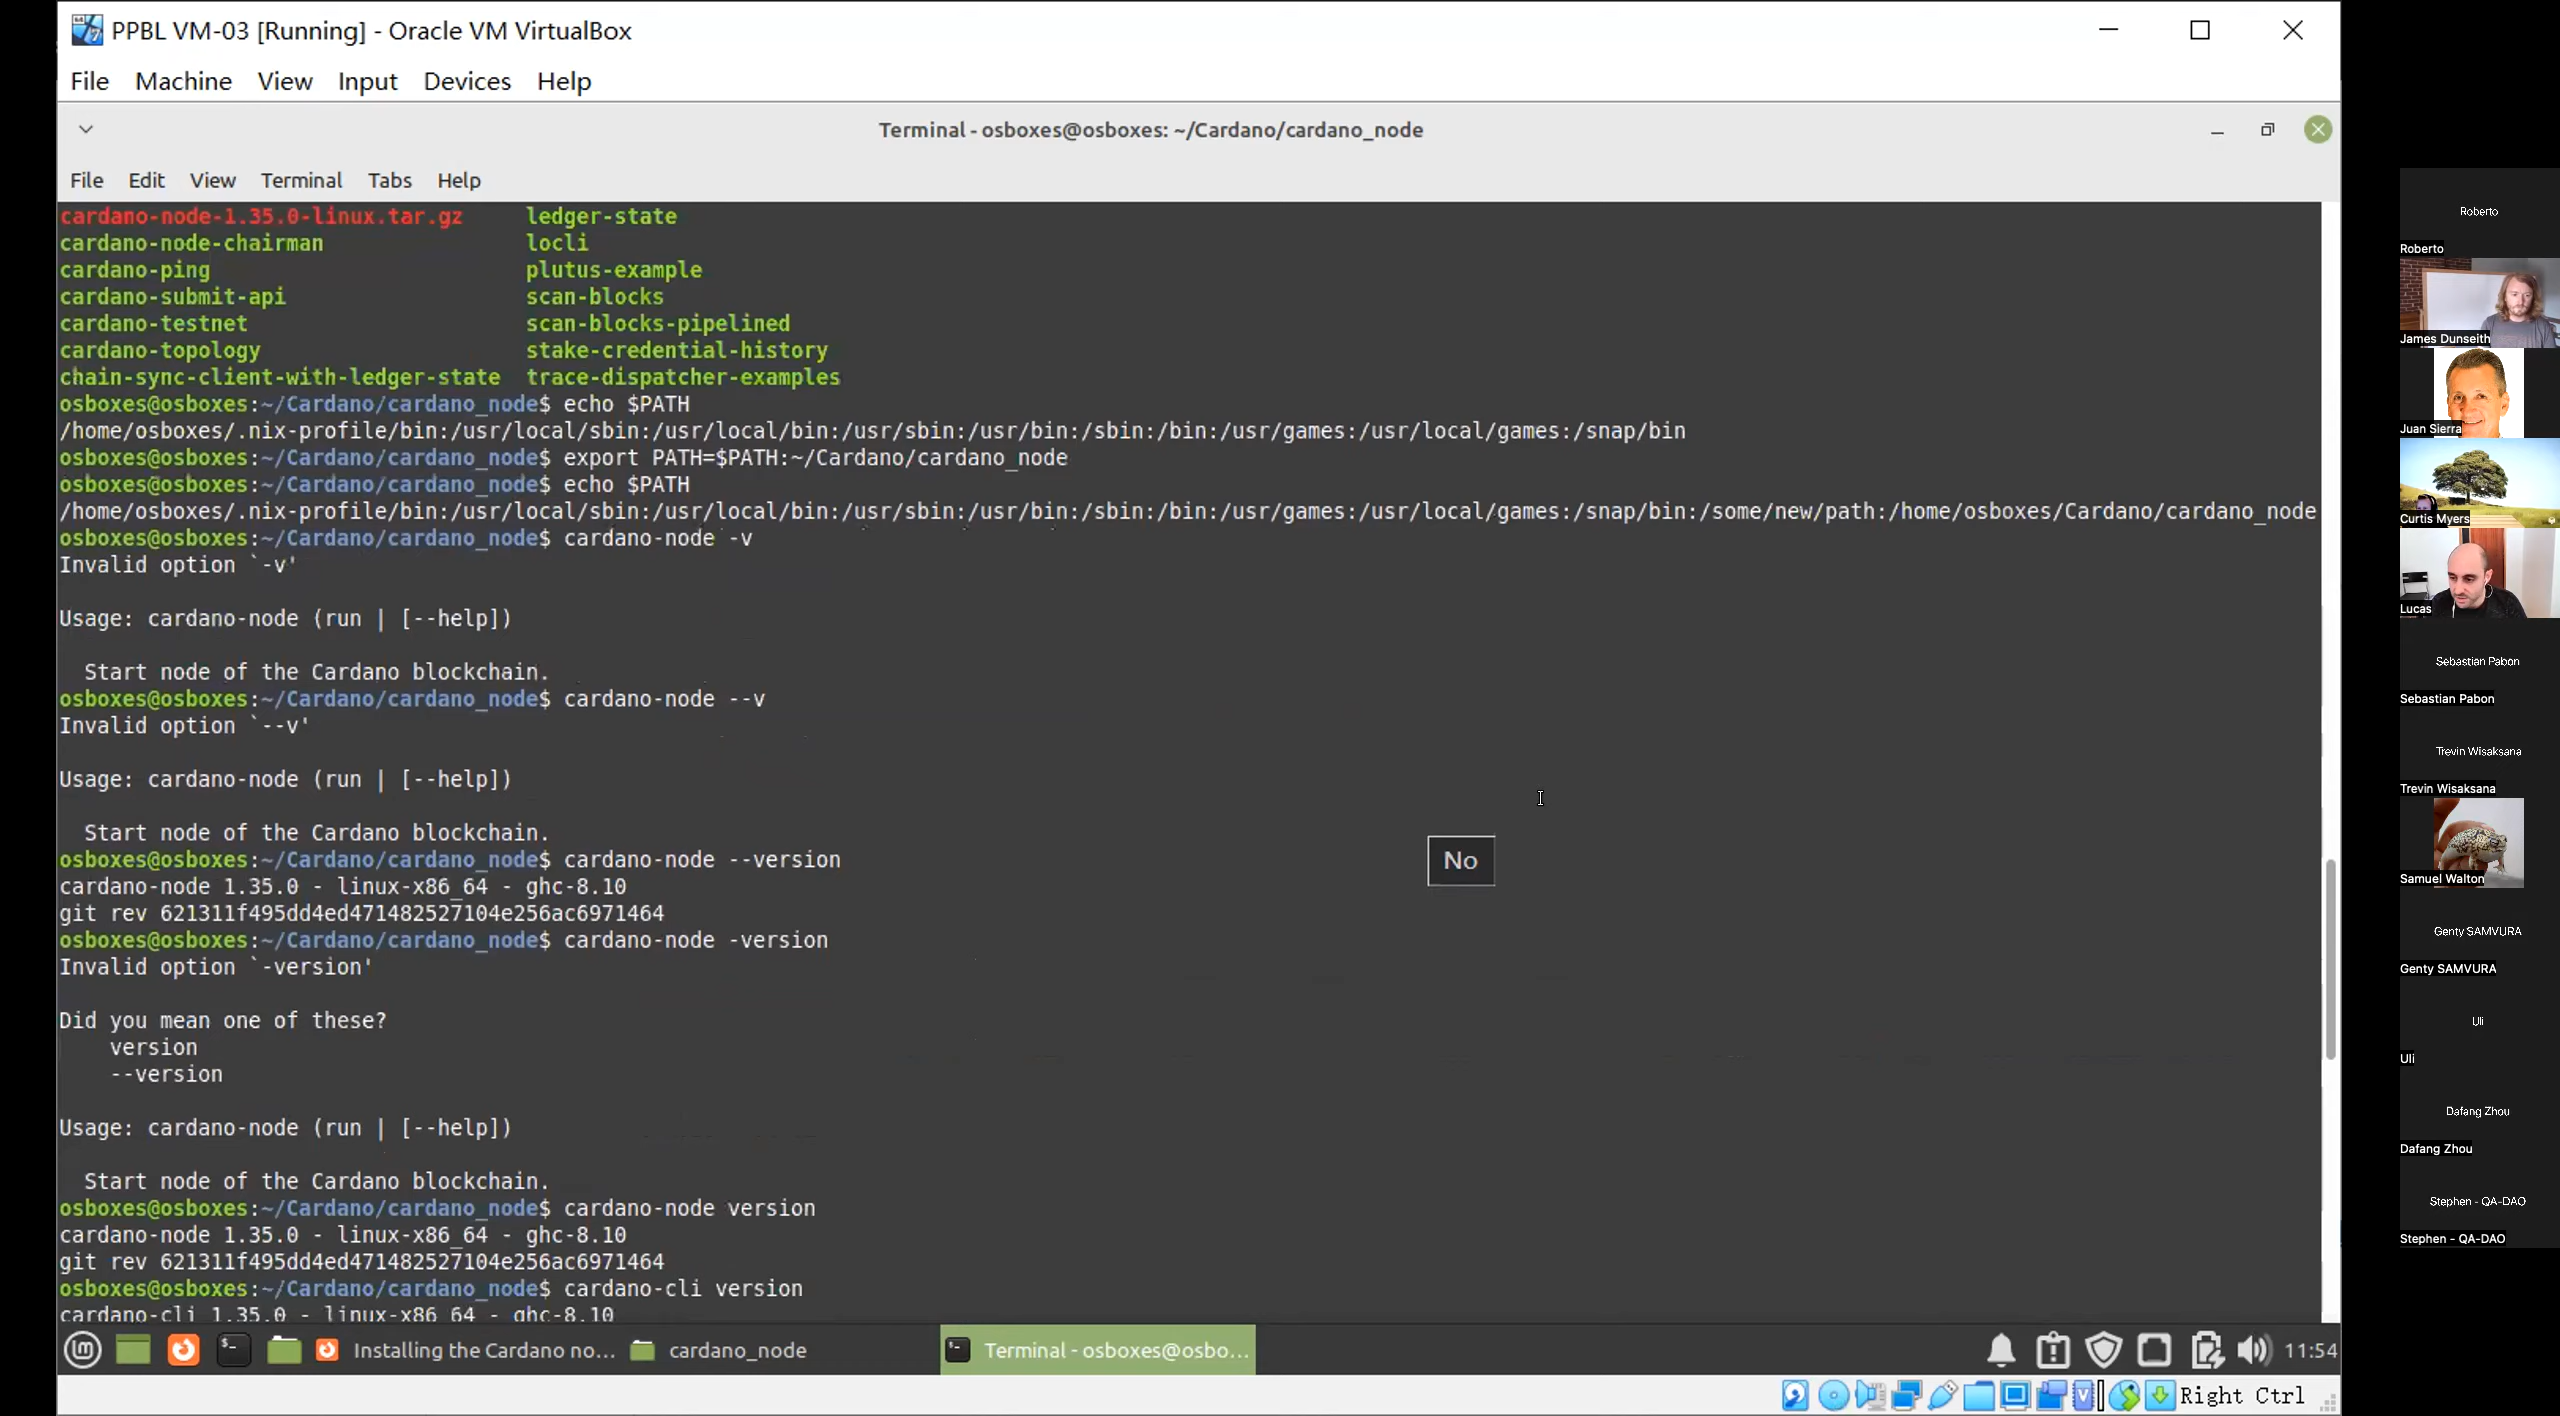 PPBL VM-03 [Running] - Oracle VM VirtualBox
File Machine View Input Devices Help
Terminal - osboxes@osboxes: ~/Cardano/cardano_node
File Edit View Terminal Tabs Help
cardano-node-1.35.0-linux.tar.gz ledger-state
cardano-node-chairman locli
cardano-ping plutus-example
cardano-submit-api scan-blocks
cardano-testnet scan-blocks-pipelined
cardano-topology stake-credential-history
chain-sync-client-with-ledger-state trace-dispatcher-examples
osboxes@osboxes:~/Cardano/cardano_node$ echo $PATH
/home/osboxes/.nix-profile/bin:/usr/local/sbin:/usr/local/bin:/usr/sbin:/usr/bin:/sbin:/bin:/usr/games:/usr/local/games:/snap/bin
osboxes@osboxes:~/Cardano/cardano_node$ export PATH=$PATH:~/Cardano/cardano_node
osboxes@osboxes:~/Cardano/cardano_node$ echo $PATH
/home/osboxes/.nix-profile/bin:/usr/local/sbin:/usr/local/bin:/usr/sbin:/usr/bin:/sbin:/bin:/usr/games:/usr/local/games:/snap/bin:/some/new/path:/home/osboxes/Cardano/cardano_node
osboxes@osboxes:~/Cardano/cardano_node$ cardano-node -v
Invalid option `-v'
Usage: cardano-node (run | [--help])
Start node of the Cardano blockchain.
osboxes@osboxes:~/Cardano/cardano_node$ cardano-node --v
Invalid option `--v'
Usage: cardano-node (run | [--help])
Start node of the Cardano blockchain.
osboxes@osboxes:~/Cardano/cardano_node$ cardano-node --version
cardano-node 1.35.0 - linux-x86_64 - ghc-8.10
git rev 621311f495dd4ed471482527104e256ac6971464
osboxes@osboxes:~/Cardano/cardano_node$ cardano-node -version
Invalid option `-version'
Did you mean one of these?
version
--version
Usage: cardano-node (run | [--help])
Start node of the Cardano blockchain.
osboxes@osboxes:~/Cardano/cardano_node$ cardano-node version
cardano-node 1.35.0 - linux-x86_64 - ghc-8.10
git rev 621311f495dd4ed471482527104e256ac6971464
osboxes@osboxes:~/Cardano/cardano_node$ cardano-cli version
cardano-cli 1.35.0 - linux-x86_64 - ghc-8.10
No
Installing the Cardano no... cardano_node Terminal - osboxes@osbo... 11:54
Right Ctrl
Roberto
Roberto
James Dunseith
Juan Sierra
Curtis Myers
Lucas
Sebastian Pabon
Sebastian Pabon
Trevin Wisaksana
Trevin Wisaksana
Samuel Walton
Genty SAMVURA
Genty SAMVURA
Uli
Uli
Dafang Zhou
Dafang Zhou
Stephen - QA-DAO
Stephen - QA-DAO